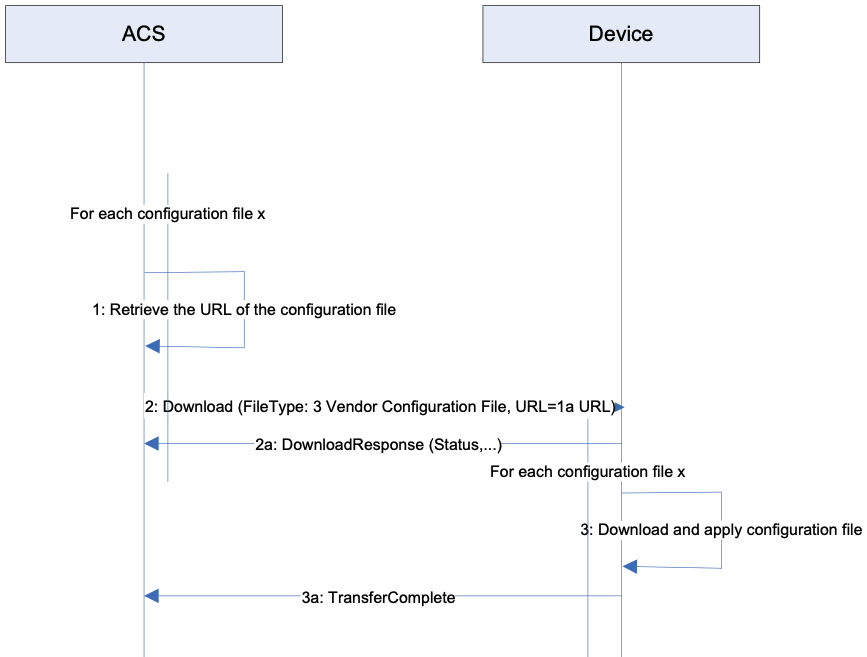 ACS
Device
For each configuration file x
1: Retrieve the URL of the configuration file
2: Download (FileType: 3 Vendor Configuration File, URL=1a URL)
2a: DownloadResponse (Status,...)
For each configuration file x
3: Download and apply configuration file
3a: TransferComplete